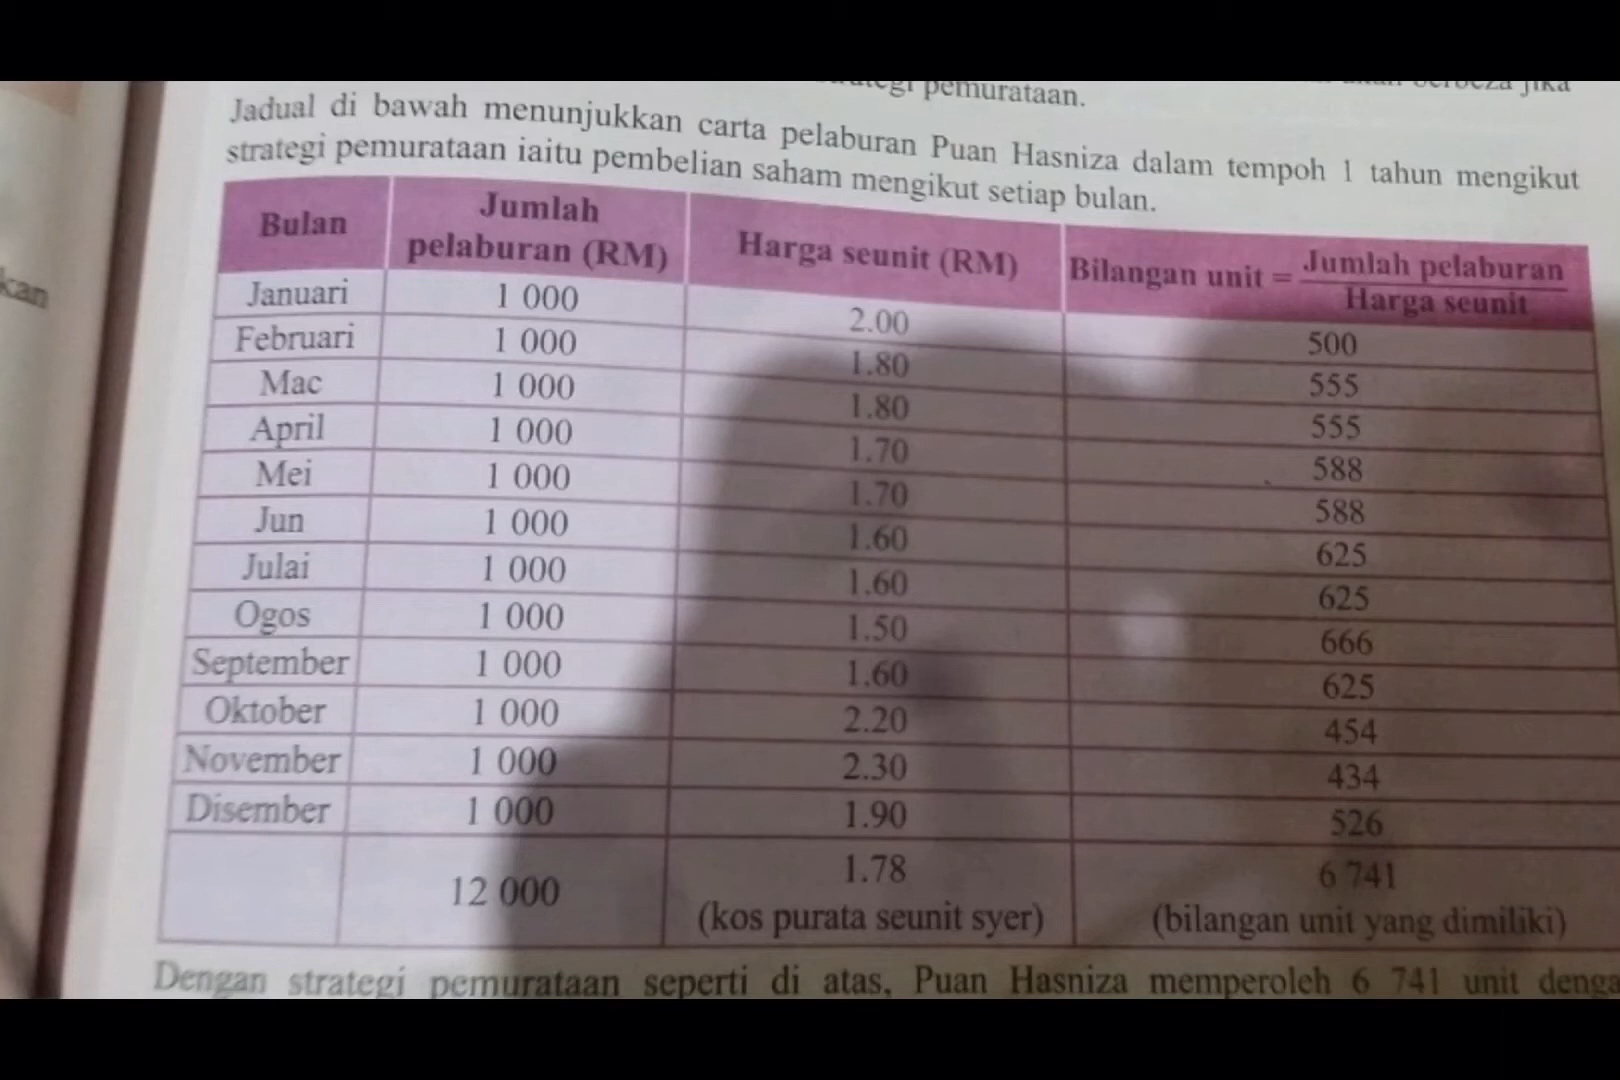 pemurataan.
Jadual di bawah menunjukkan carta pelaburan Puan Hasniza dalam tempoh 1 tahun mengikut
strategi pemurataan iaitu pembelian saham mengikut setiap bulan.
Bulan Jumlah pelaburan (RM) Harga seunit (RM) Bilangan unit = Jumlah pelaburan / Harga seunit
Januari 1 000 2.00 500
Februari 1 000 1.80 555
Mac 1 000 1.80 555
April 1 000 1.70 588
Mei 1 000 1.70 588
Jun 1 000 1.60 625
Julai 1 000 1.60 625
Ogos 1 000 1.50 666
September 1 000 1.60 625
Oktober 1 000 2.20 454
November 1 000 2.30 434
Disember 1 000 1.90 526
12 000 1.78 6 741
(kos purata seunit syer) (bilangan unit yang dimiliki)
Dengan strategi pemurataan seperti di atas, Puan Hasniza memperoleh 6 741 unit